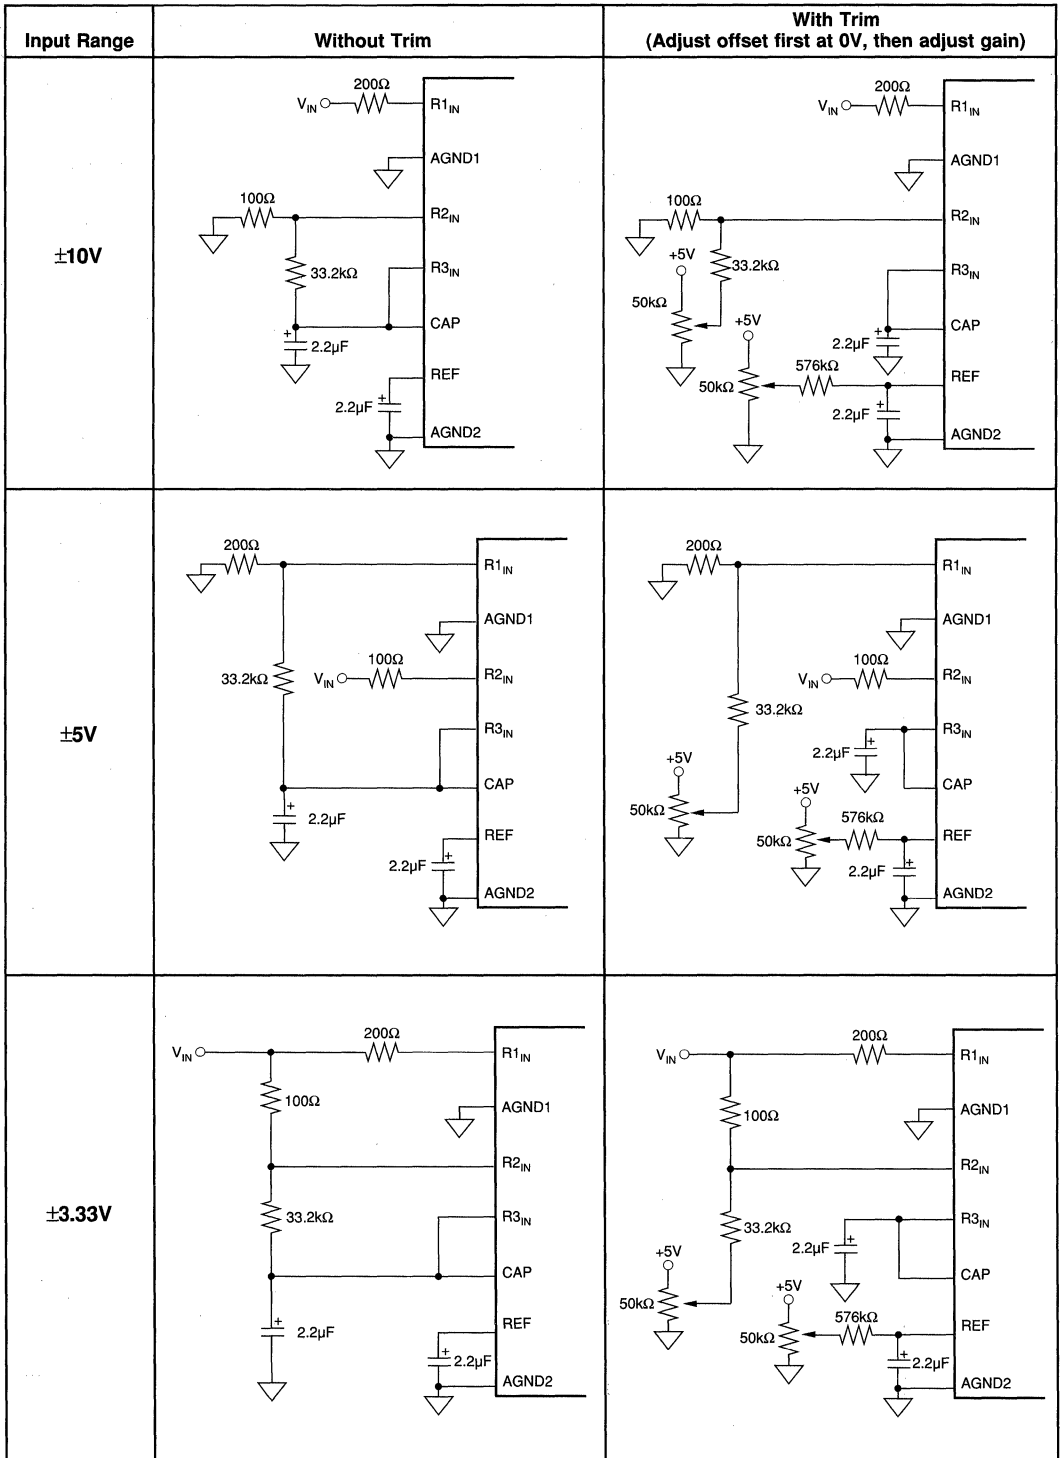 Input Range
Without Trim
With Trim
(Adjust offset first at 0V, then adjust gain)
±10V
200Ω
V_IN
R1_IN
AGND1
100Ω
R2_IN
33.2kΩ
R3_IN
CAP
+
2.2µF
REF
+
2.2µF
AGND2
200Ω
V_IN
R1_IN
AGND1
100Ω
R2_IN
+5V
33.2kΩ
R3_IN
50kΩ
+5V
CAP
+
2.2µF
576kΩ
REF
50kΩ
+
2.2µF
AGND2
±5V
200Ω
R1_IN
AGND1
100Ω
33.2kΩ
V_IN
R2_IN
R3_IN
CAP
+
2.2µF
REF
+
2.2µF
AGND2
200Ω
R1_IN
AGND1
100Ω
V_IN
R2_IN
33.2kΩ
R3_IN
+
2.2µF
+5V
CAP
50kΩ
+5V
576kΩ
REF
50kΩ
+
2.2µF
AGND2
±3.33V
200Ω
V_IN
R1_IN
100Ω
AGND1
R2_IN
33.2kΩ
R3_IN
CAP
+
2.2µF
REF
+
2.2µF
AGND2
200Ω
V_IN
R1_IN
100Ω
AGND1
R2_IN
33.2kΩ
R3_IN
+
2.2µF
+5V
CAP
50kΩ
+5V
576kΩ
REF
50kΩ
+
2.2µF
AGND2